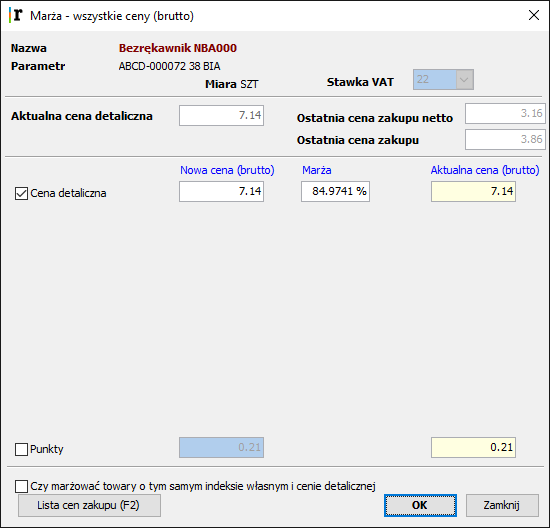 r Marża - wszystkie ceny (brutto)
Nazwa Bezrękawnik NBA000
Parametr ABCD-000072 38 BIA
Miara SZT Stawka VAT 22
Aktualna cena detaliczna 7.14 Ostatnia cena zakupu netto 3.16
Ostatnia cena zakupu 3.86
Nowa cena (brutto) Marża Aktualna cena (brutto)
Cena detaliczna 7.14 84.9741 % 7.14
Punkty 0.21 0.21
Czy marżować towary o tym samym indeksie własnym i cenie detalicznej
Lista cen zakupu (F2) OK Zamknij